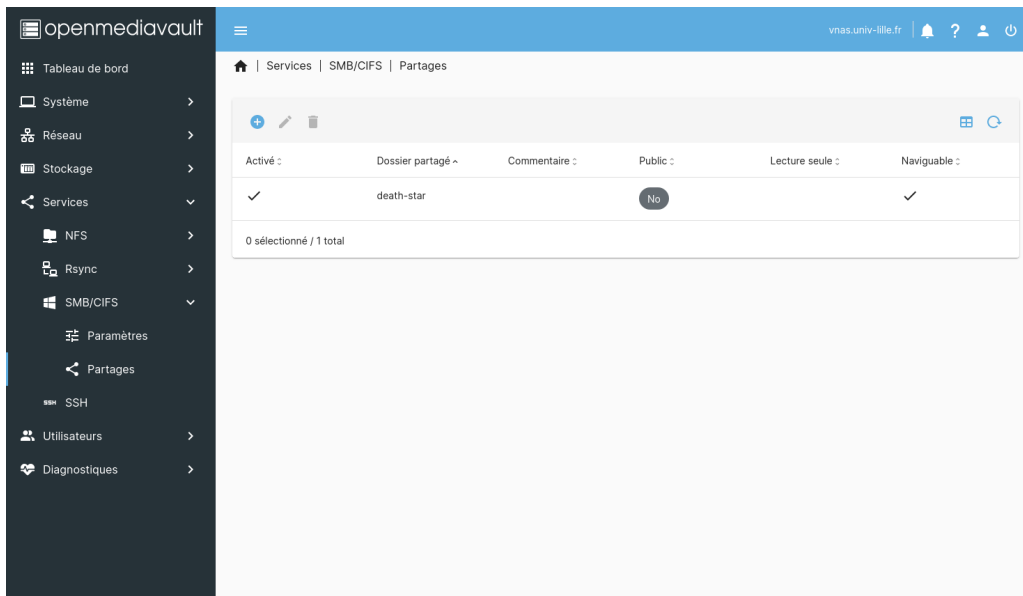 openmediavault
vnas.univ-lille.fr
Tableau de bord
Système
Réseau
Stockage
Services
NFS
Rsync
SMB/CIFS
Paramètres
Partages
SSH SSH
Utilisateurs
Diagnostiques
| Services | SMB/CIFS | Partages
Activé Dossier partagé Commentaire Public Lecture seule Naviguable
death-star No
0 sélectionné / 1 total